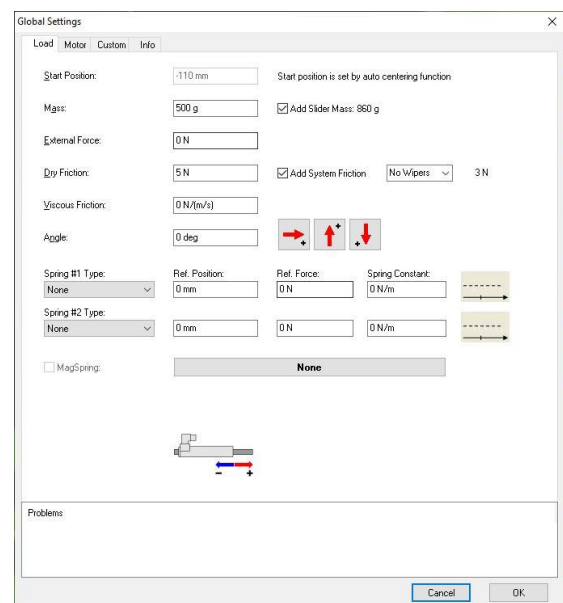 Global Settings
Load Motor Custom Info
Start Position: -110 mm Start position is set by auto centering function
Mass: 500 g Add Slider Mass: 860 g
External Force: 0 N
Dry Friction: 5 N Add System Friction No Wipers 3 N
Viscous Friction: 0 N/(m/s)
Angle: 0 deg + + +
Spring #1 Type: Ref. Position: Ref. Force: Spring Constant:
None 0 mm 0 N 0 N/m
Spring #2 Type:
None 0 mm 0 N 0 N/m
MagSpring: None
- +
Problems
Cancel OK